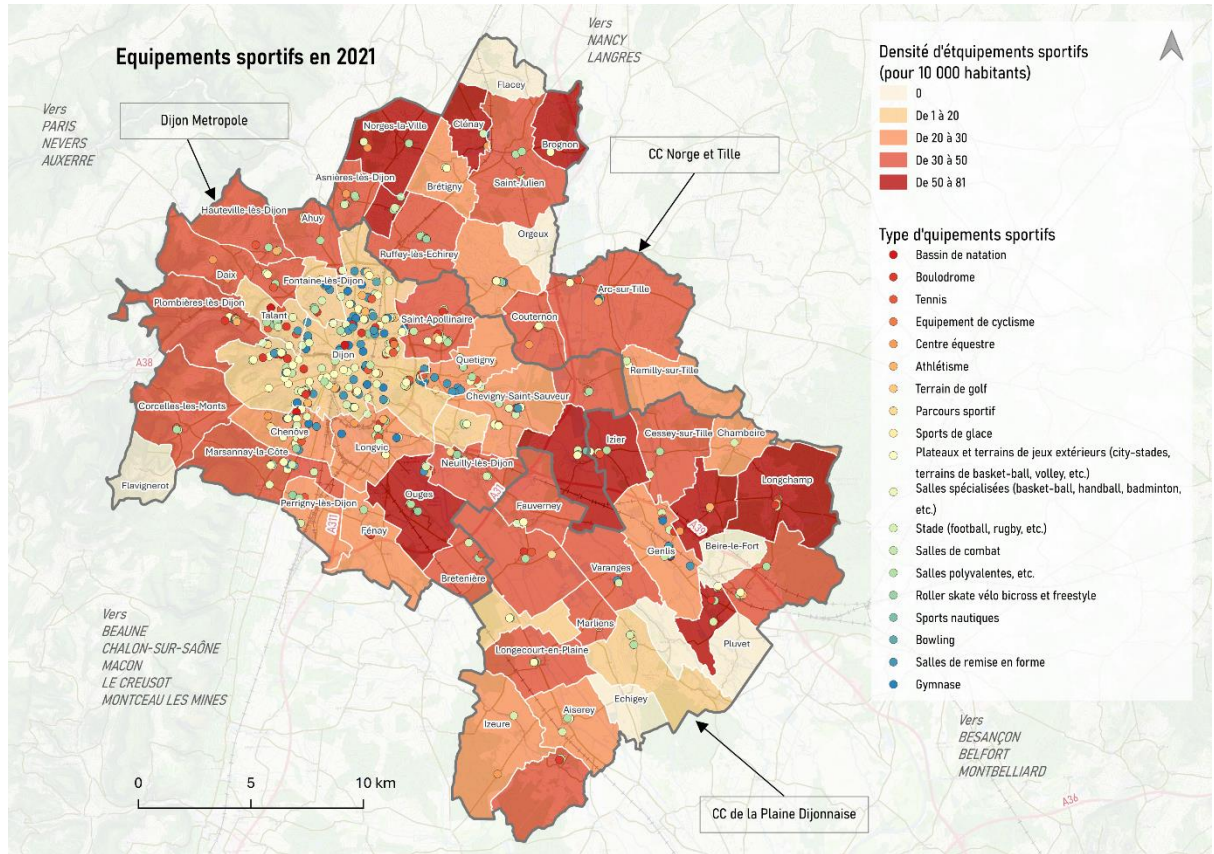 Equipements sportifs en 2021
Vers
NANCY
LANGRES
Vers
PARIS
NEVERS
AUXERRE
Dijon Metropole
CC Norge et Tille
Densité d'étquipements sportifs
(pour 10 000 habitants)
0
De 1 à 20
De 20 à 30
De 30 à 50
De 50 à 81
Type d'quipements sportifs
Bassin de natation
Boulodrome
Tennis
Equipement de cyclisme
Centre équestre
Athlétisme
Terrain de golf
Parcours sportif
Sports de glace
Plateaux et terrains de jeux extérieurs (city-stades,
terrains de basket-ball, volley, etc.)
Salles spécialisées (basket-ball, handball, badminton,
etc.)
Stade (football, rugby, etc.)
Salles de combat
Salles polyvalentes, etc.
Roller skate vélo bicross et freestyle
Sports nautiques
Bowling
Salles de remise en forme
Gymnase
Flacey
Norges-la-Ville
Clénay
Brognon
Asnières-lès-Dijon
Brétigny
Saint-Julien
Hauteville-lès-Dijon
Ahuy
Orgeux
Ruffey-lès-Echirey
Daix
Fontaine-lès-Dijon
Arc-sur-Tille
Plombières-lès-Dijon
Talant
Saint-Apollinaire
Couternon
Dijon
A38
Quetigny
Remilly-sur-Tille
Chevigny-Saint-Sauveur
Corcelles-les-Monts
Chenôve
Izier
Cessey-sur-Tille
Chambeire
Marsannay-la-Côte
Longvic
Neuilly-lès-Dijon
Longchamp
Flavignerot
Ouges
A31
Perrigny-lès-Dijon
Fauverney
A311
Fénay
A39
Genlis
Beire-le-Fort
Bretenière
Varanges
Marliens
Pluvet
Longecourt-en-Plaine
Echigey
Izeure
Aiserey
Vers
BEAUNE
CHALON-SUR-SAÔNE
MACON
LE CREUSOT
MONTCEAU LES MINES
Vers
BESANÇON
BELFORT
MONTBELLIARD
A36
0 5 10 km
CC de la Plaine Dijonnaise